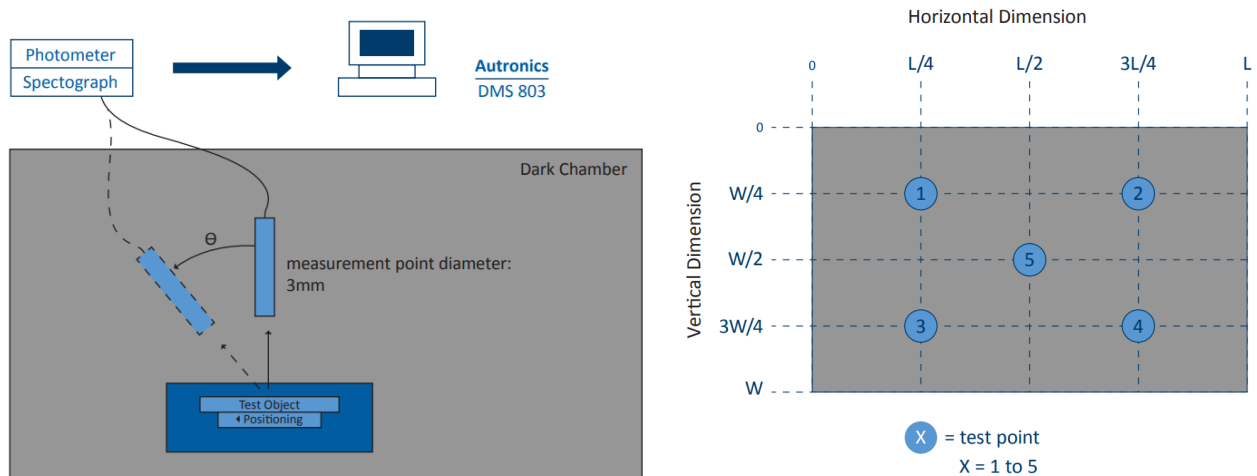 Photometer
Spectograph
Autronics
DMS 803
Dark Chamber
Θ
measurement point diameter:
3mm
Test Object
Positioning
Horizontal Dimension
0 L/4 L/2 3L/4 L
Vertical Dimension
0
W/4
W/2
3W/4
W
1 2
5
3 4
X = test point
X = 1 to 5